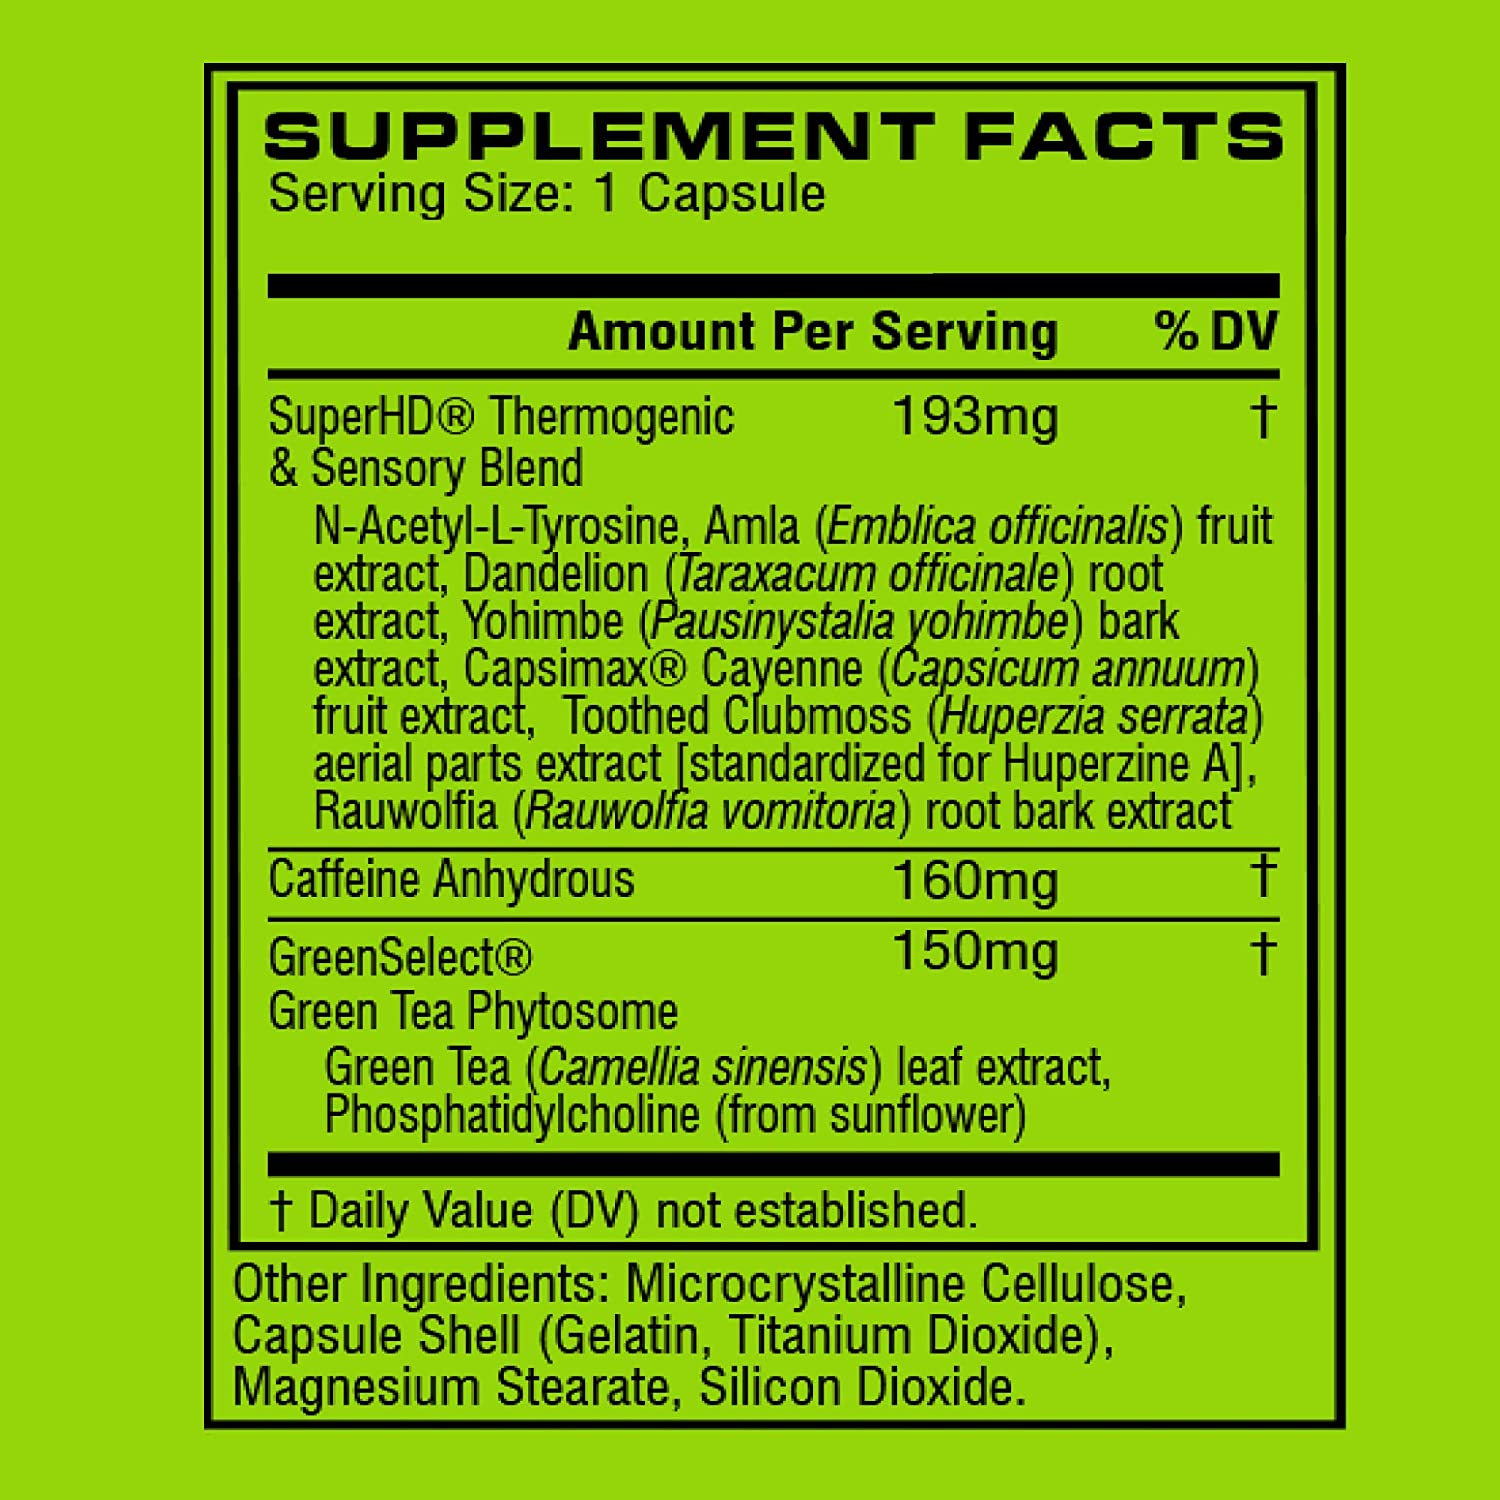 SUPPLEMENT FACTS
Serving Size: 1 Capsule
Amount Per Serving % DV
SuperHD® Thermogenic 193mg †
& Sensory Blend
N-Acetyl-L-Tyrosine, Amla (Emblica officinalis) fruit
extract, Dandelion (Taraxacum officinale) root
extract, Yohimbe (Pausinystalia yohimbe) bark
extract, Capsimax® Cayenne (Capsicum annuum)
fruit extract, Toothed Clubmoss (Huperzia serrata)
aerial parts extract [standardized for Huperzine A],
Rauwolfia (Rauwolfia vomitoria) root bark extract
Caffeine Anhydrous 160mg †
GreenSelect® 150mg †
Green Tea Phytosome
Green Tea (Camellia sinensis) leaf extract,
Phosphatidylcholine (from sunflower)
† Daily Value (DV) not established.
Other Ingredients: Microcrystalline Cellulose,
Capsule Shell (Gelatin, Titanium Dioxide),
Magnesium Stearate, Silicon Dioxide.